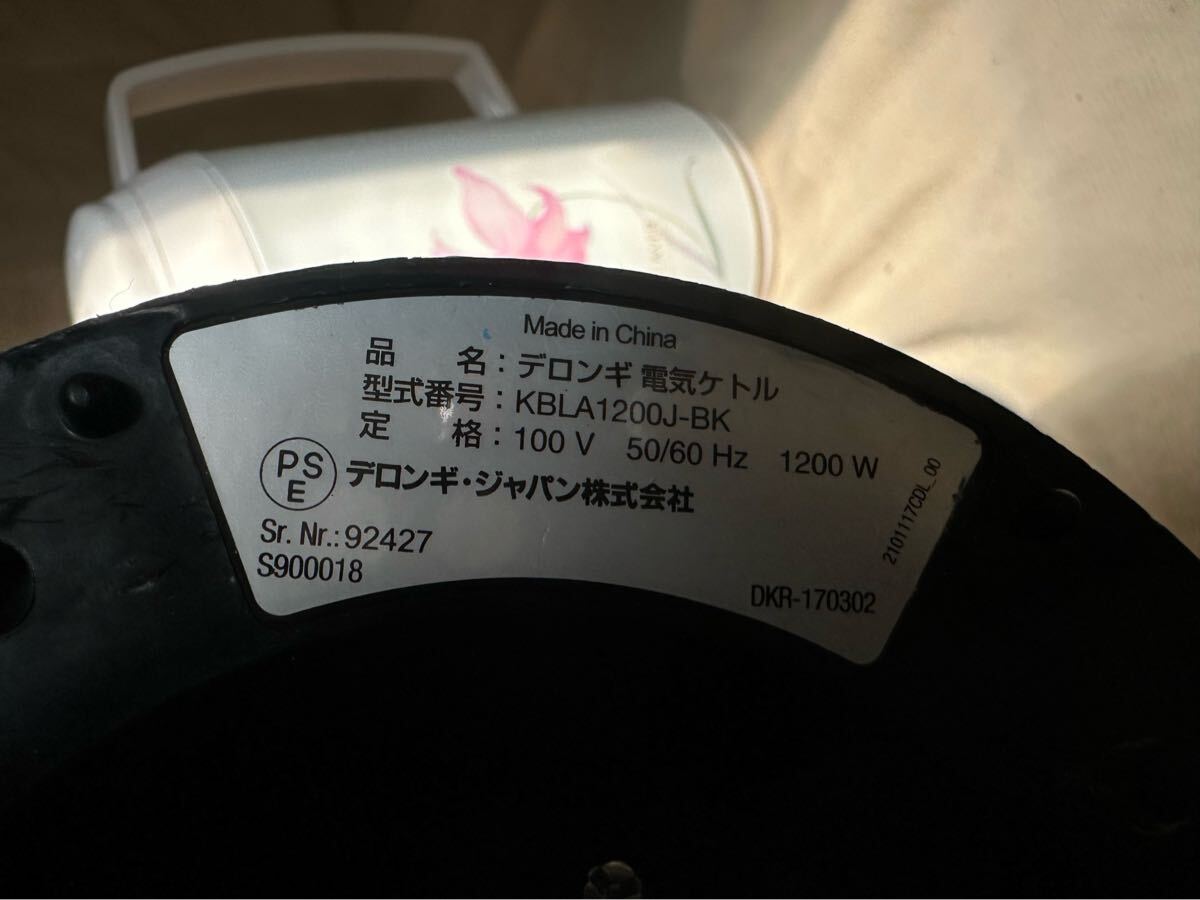 Made in China
品 名：デロンギ 電気ケトル
型式番号：KBLA1200J-BK
定 格：100 V 50/60 Hz 1200 W
PSE デロンギ・ジャパン株式会社
Sr. Nr.: 92427
S900018
DKR-170302
2101117CDL_00